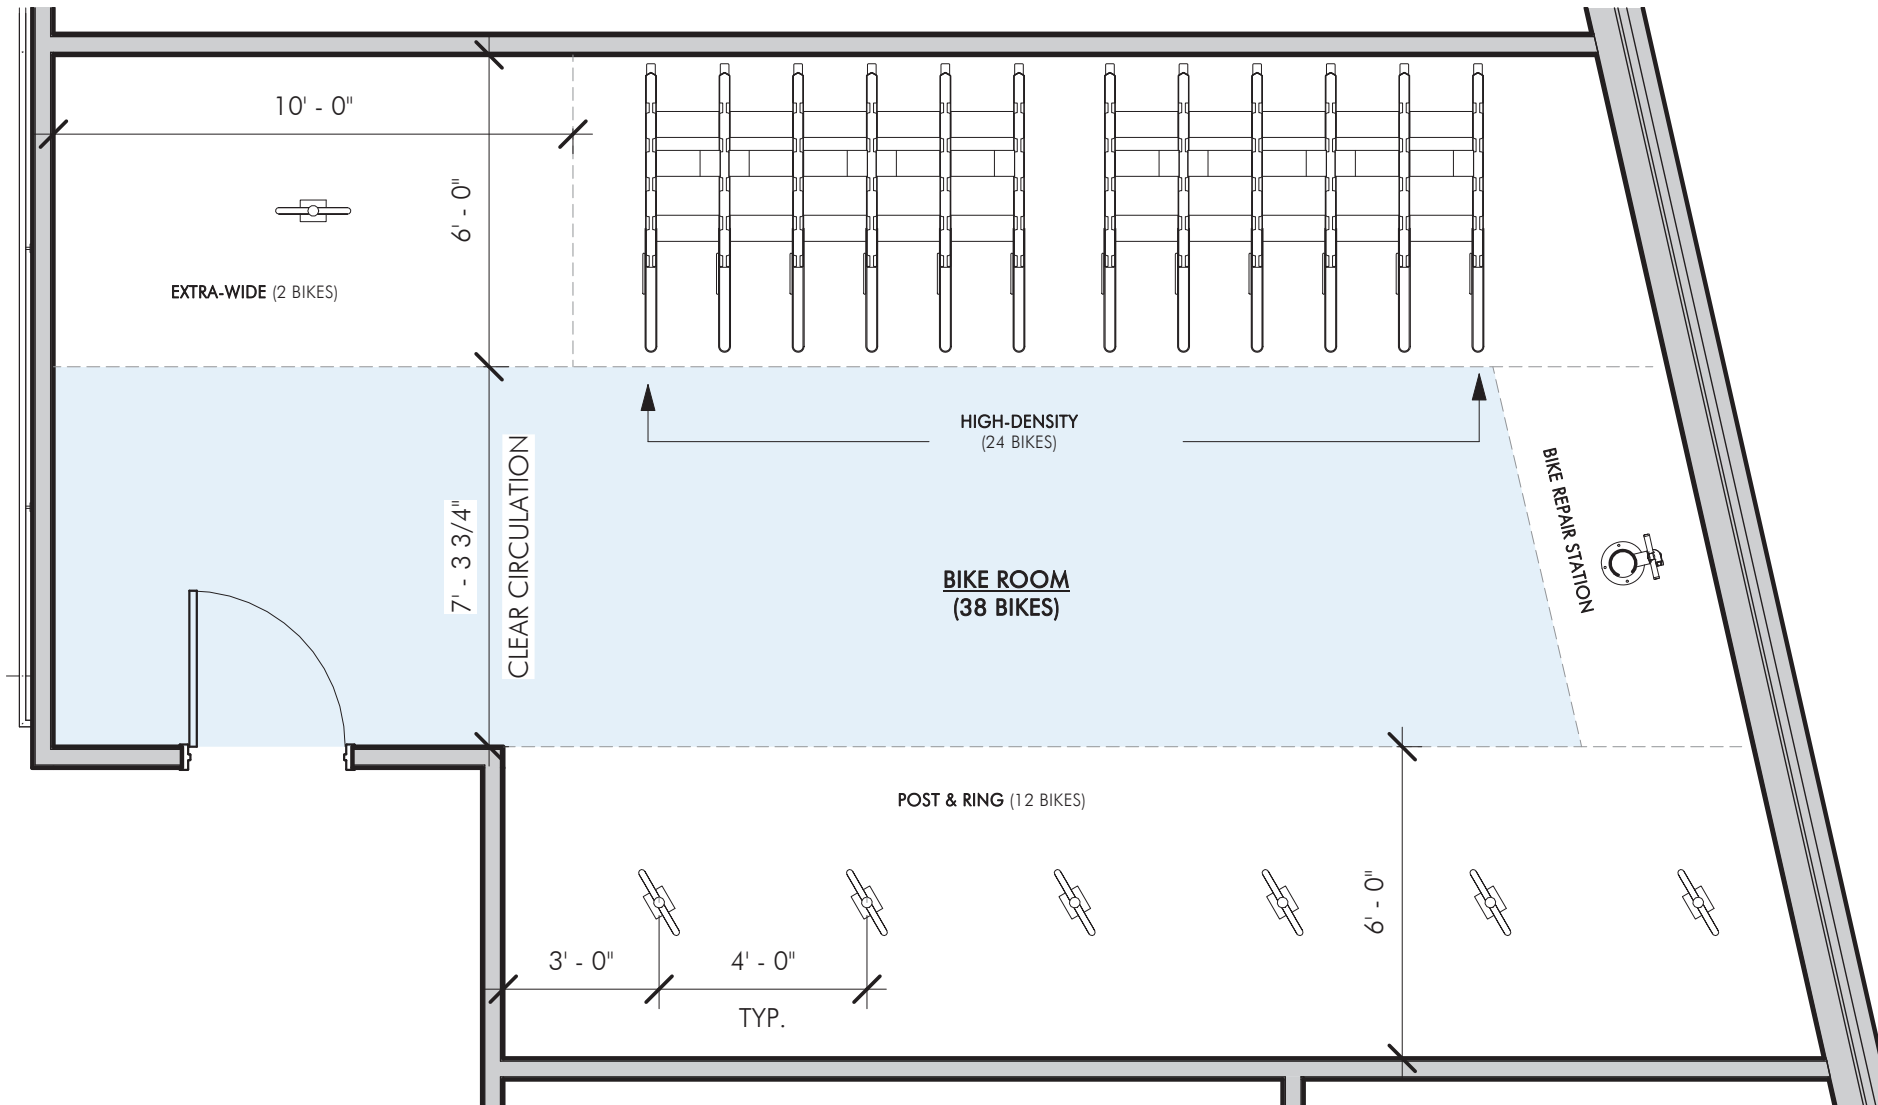 10' - 0"
6' - 0"
EXTRA-WIDE (2 BIKES)
HIGH-DENSITY
(24 BIKES)
7' - 3 3/4"
CLEAR CIRCULATION
BIKE ROOM
(38 BIKES)
BIKE REPAIR STATION
POST & RING (12 BIKES)
6' - 0"
3' - 0"
4' - 0"
TYP.